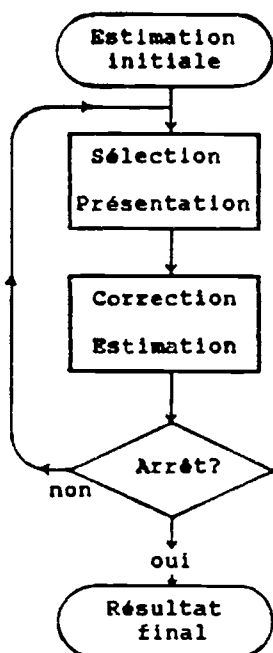 Estimation
initiale
Sélection
Présentation
Correction
Estimation
Arrêt?
non
oui
Résultat
final